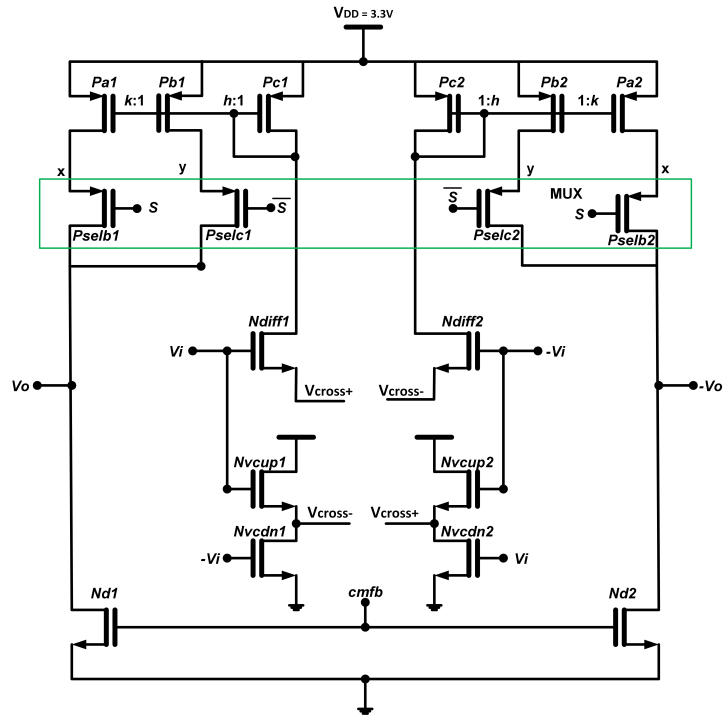 VDD = 3.3V
Pa1 Pb1 Pc1 Pc2 Pb2 Pa2
k:1 h:1 1:h 1:k
x y y x
S S̅ S̅ MUX S
Pselb1 Pselc1 Pselc2 Pselb2
Ndiff1 Ndiff2
Vi -Vi
Vo Vcross+ Vcross- -Vo
Nvcup1 Nvcup2
Vcross- Vcross+
Nvcdn1 Nvcdn2
-Vi Vi
Nd1 cmfb Nd2